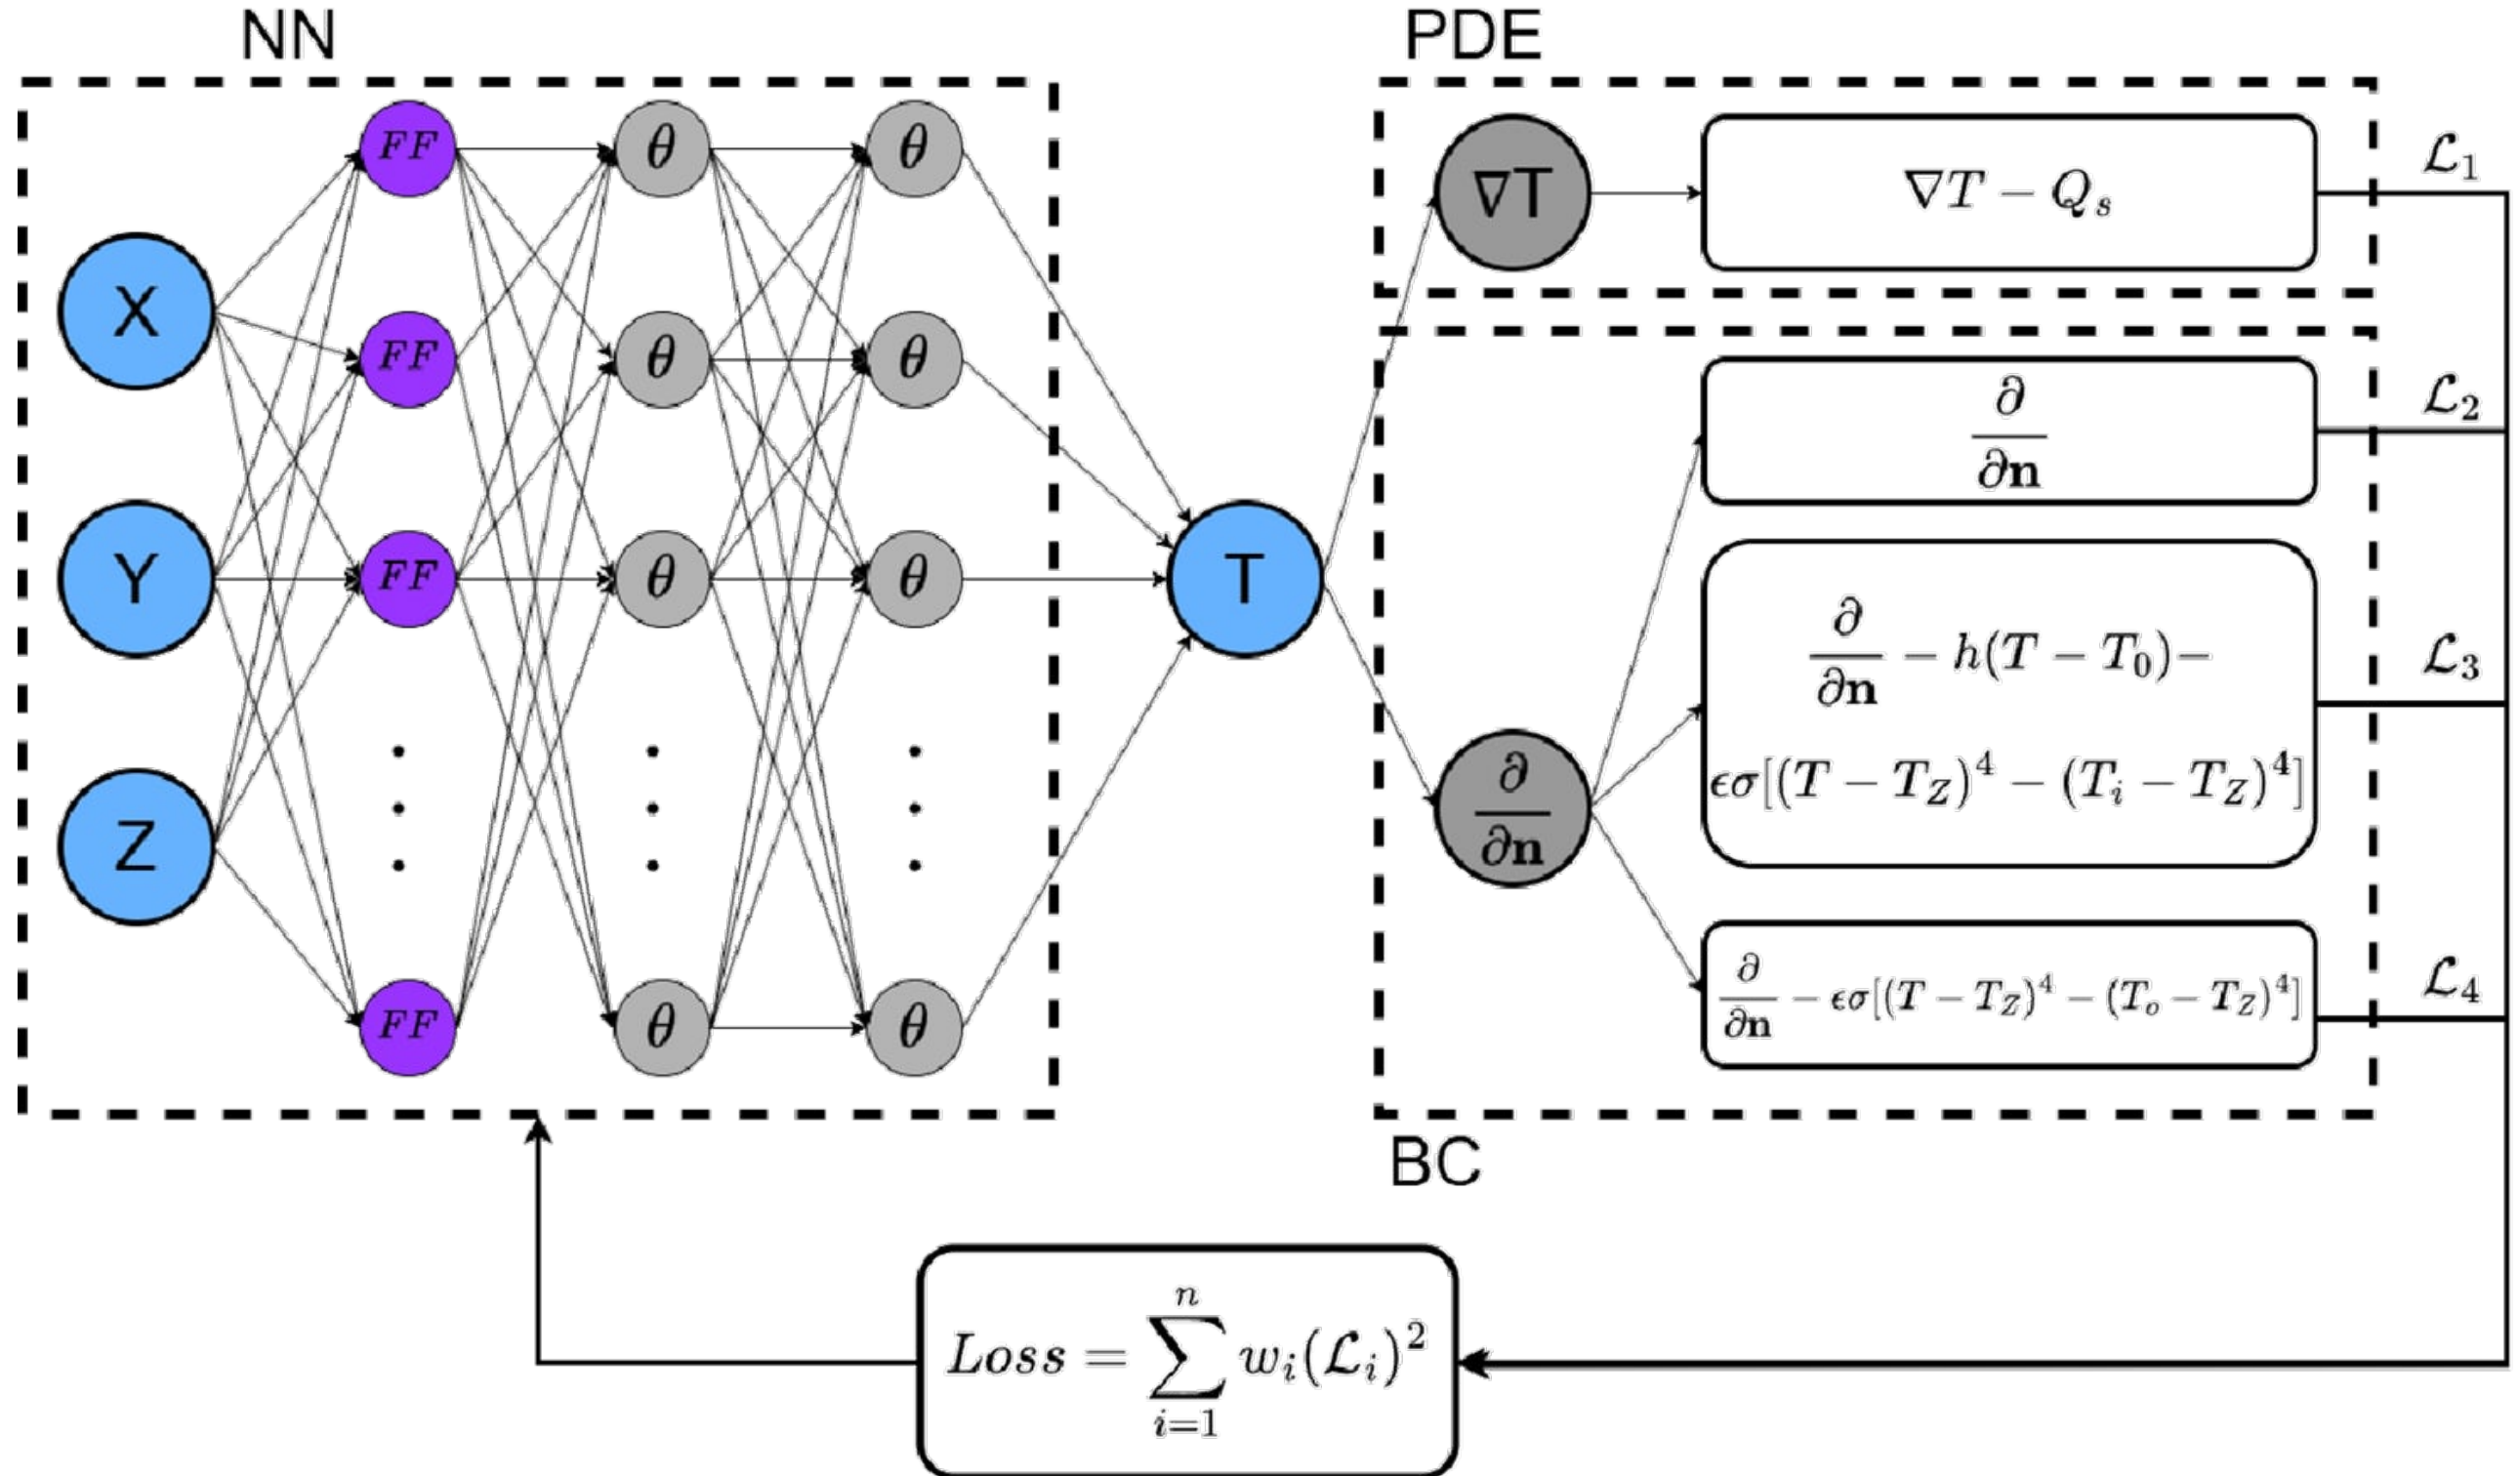 NN
PDE
X
Y
Z
FF
FF
FF
FF
θ
θ
θ
θ
θ
θ
θ
θ
T
∇T
∇T − Q_s
ℒ_1
∂/∂n
∂/∂n
ℒ_2
∂/∂n − h(T − T_0)−
ϵσ[(T − T_Z)^4 − (T_i − T_Z)^4]
ℒ_3
∂/∂n − ϵσ[(T − T_Z)^4 − (T_o − T_Z)^4]
ℒ_4
BC
Loss = ∑_{i=1}^{n} w_i(ℒ_i)^2